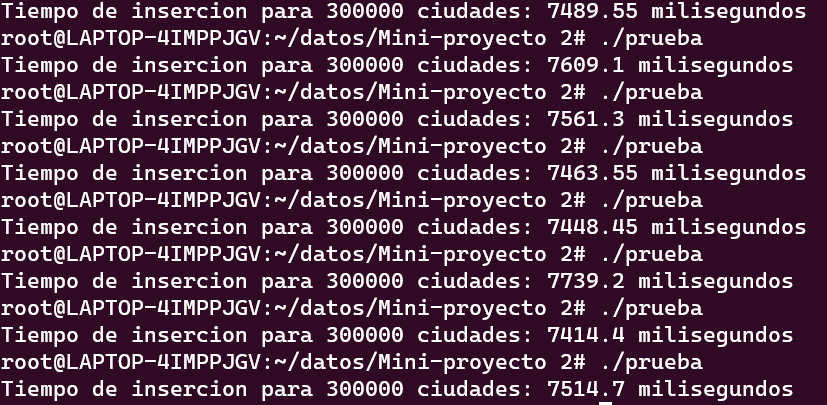 Tiempo de insercion para 300000 ciudades: 7489.55 milisegundos
root@LAPTOP-4IMPPJGV:~/datos/Mini-proyecto 2# ./prueba
Tiempo de insercion para 300000 ciudades: 7609.1 milisegundos
root@LAPTOP-4IMPPJGV:~/datos/Mini-proyecto 2# ./prueba
Tiempo de insercion para 300000 ciudades: 7561.3 milisegundos
root@LAPTOP-4IMPPJGV:~/datos/Mini-proyecto 2# ./prueba
Tiempo de insercion para 300000 ciudades: 7463.55 milisegundos
root@LAPTOP-4IMPPJGV:~/datos/Mini-proyecto 2# ./prueba
Tiempo de insercion para 300000 ciudades: 7448.45 milisegundos
root@LAPTOP-4IMPPJGV:~/datos/Mini-proyecto 2# ./prueba
Tiempo de insercion para 300000 ciudades: 7739.2 milisegundos
root@LAPTOP-4IMPPJGV:~/datos/Mini-proyecto 2# ./prueba
Tiempo de insercion para 300000 ciudades: 7414.4 milisegundos
root@LAPTOP-4IMPPJGV:~/datos/Mini-proyecto 2# ./prueba
Tiempo de insercion para 300000 ciudades: 7514.7 milisegundos